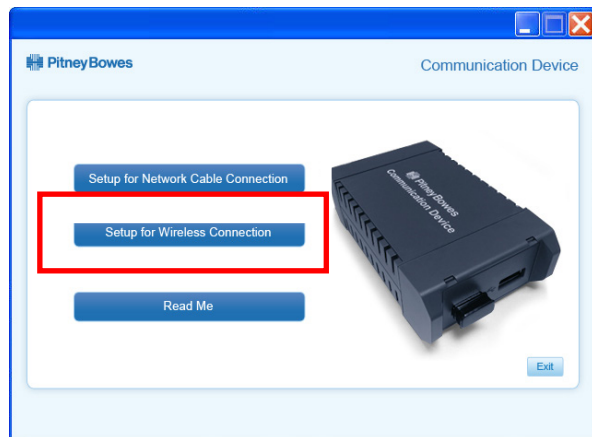 PitneyBowes
Communication Device
Setup for Network Cable Connection
Setup for Wireless Connection
Read Me
PitneyBowes
Communication Device
Exit